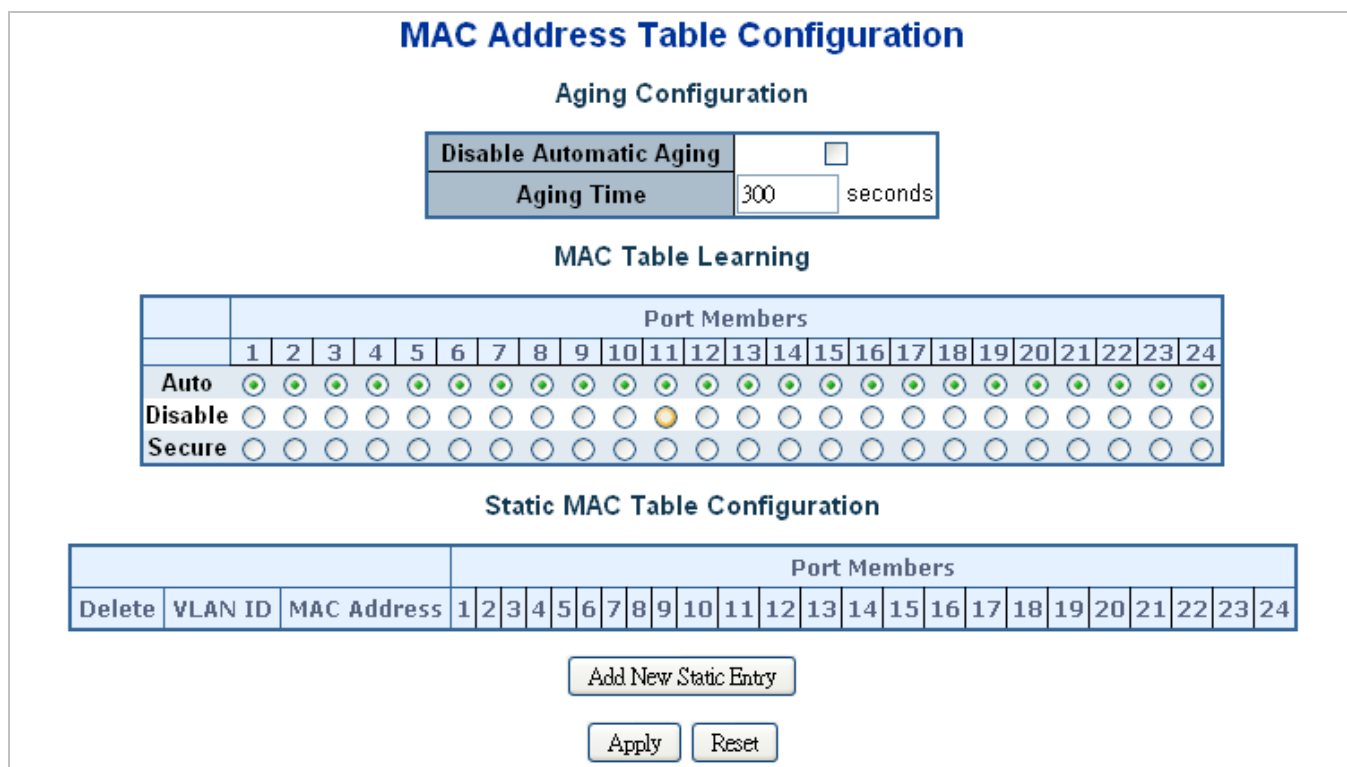 MAC Address Table Configuration
Aging Configuration
Disable Automatic Aging
Aging Time 300 seconds
MAC Table Learning
Port Members
1 2 3 4 5 6 7 8 9 10 11 12 13 14 15 16 17 18 19 20 21 22 23 24
Auto
Disable
Secure
Static MAC Table Configuration
Port Members
Delete VLAN ID MAC Address 1 2 3 4 5 6 7 8 9 10 11 12 13 14 15 16 17 18 19 20 21 22 23 24
Add New Static Entry
Apply Reset